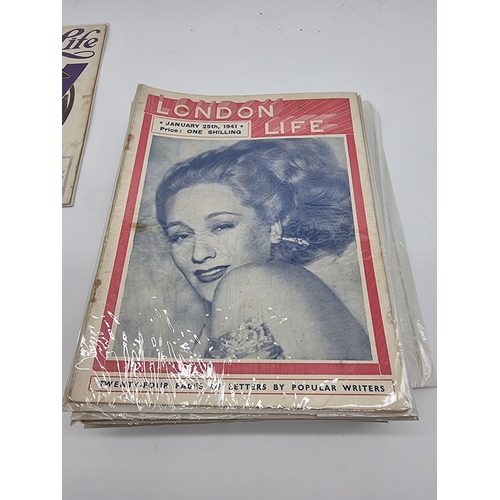 Life
LONDON
LIFE
• JANUARY 25th, 1941 •
Price: ONE SHILLING
TWENTY-FOUR PAGES OF LETTERS BY POPULAR WRITERS